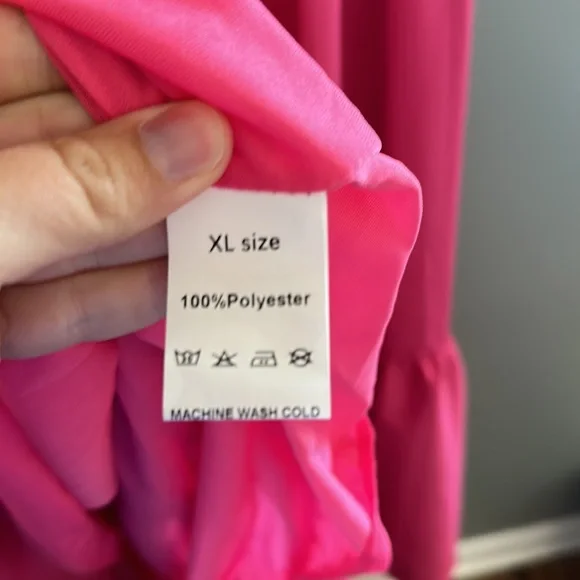 XL size
100%Polyester
MACHINE WASH COLD